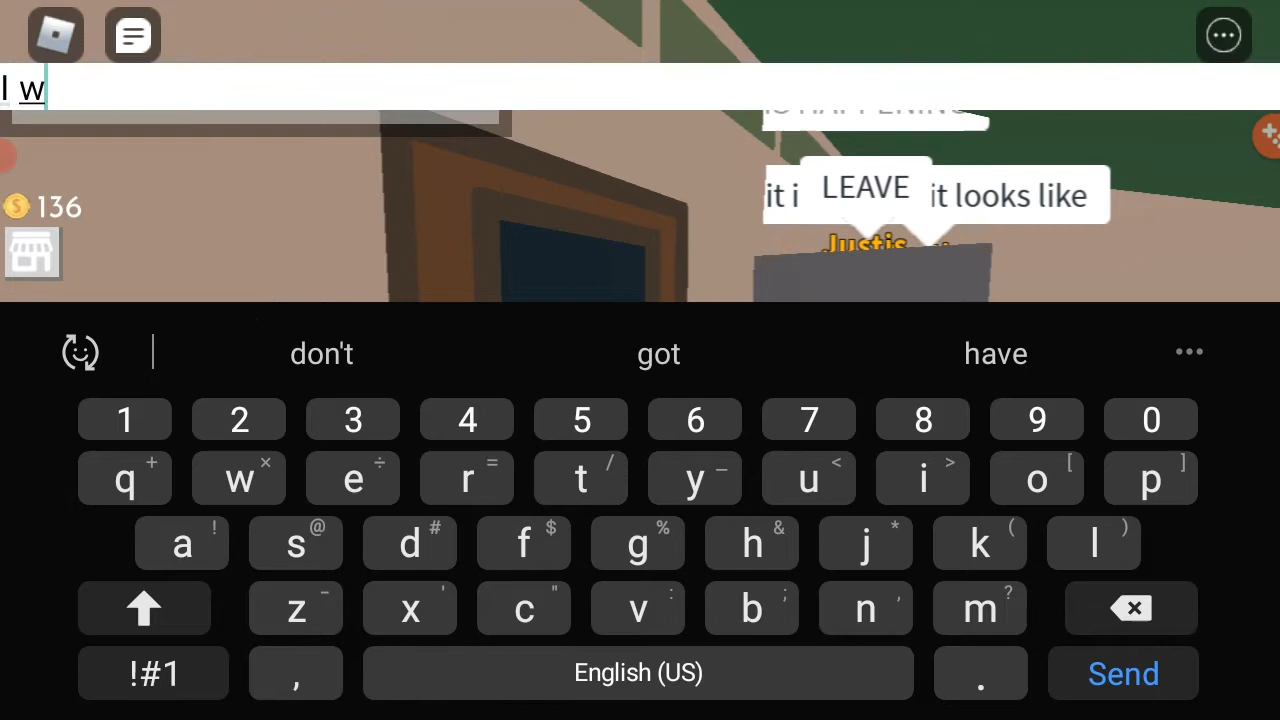 I w
IS HAPPENING
it i
LEAVE
it looks like
Justis
136
don't got have
1 2 3 4 5 6 7 8 9 0
q + w × e ÷ r = t / y _ u < i > o [ p ]
a ! s @ d # f $ g % h & j * k ( l )
z - x ' c " v : b ; n , m ?
!#1 , English (US) . Send